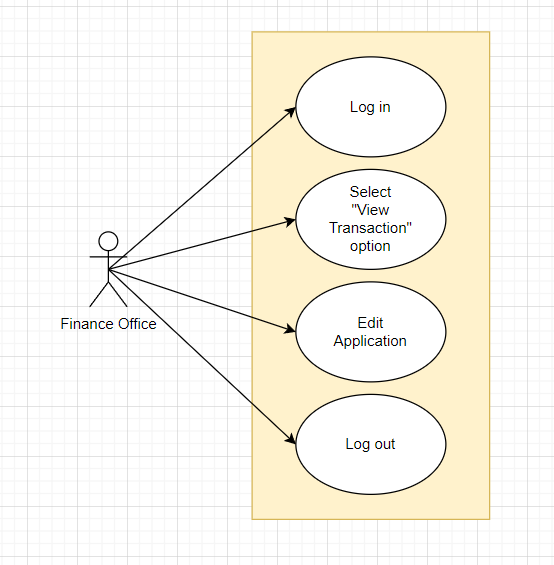 Log in
Select
"View
Transaction"
option
Finance Office
Edit
Application
Log out